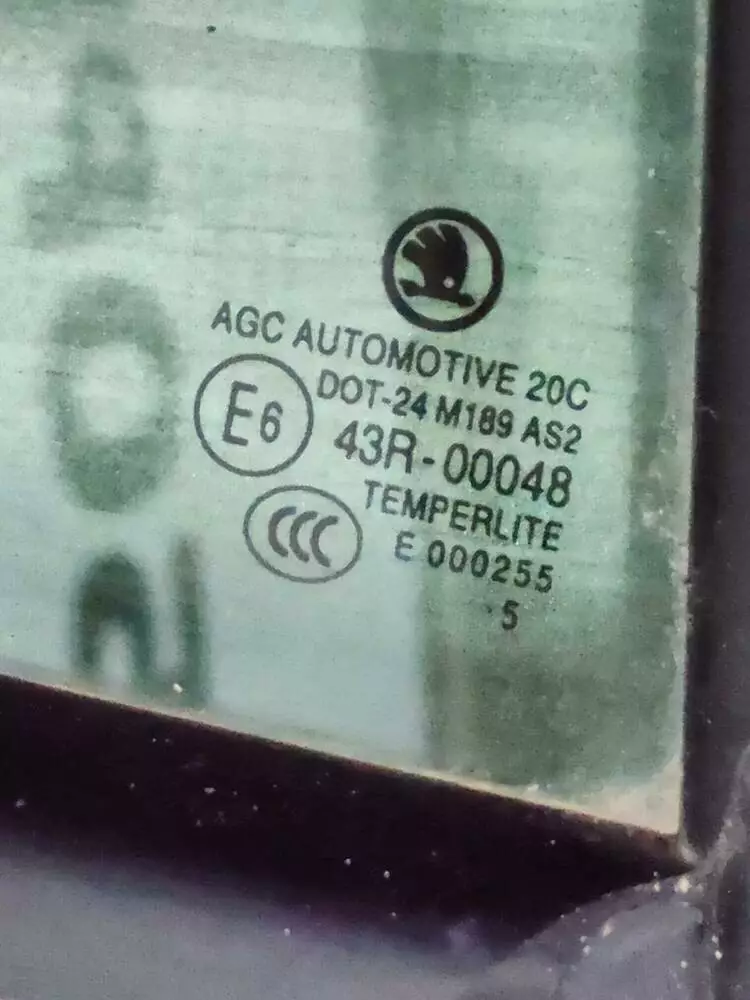 AGC AUTOMOTIVE 20C
DOT-24 M189 AS2
E6
43R-00048
CCC
TEMPERLITE
E 000255
5